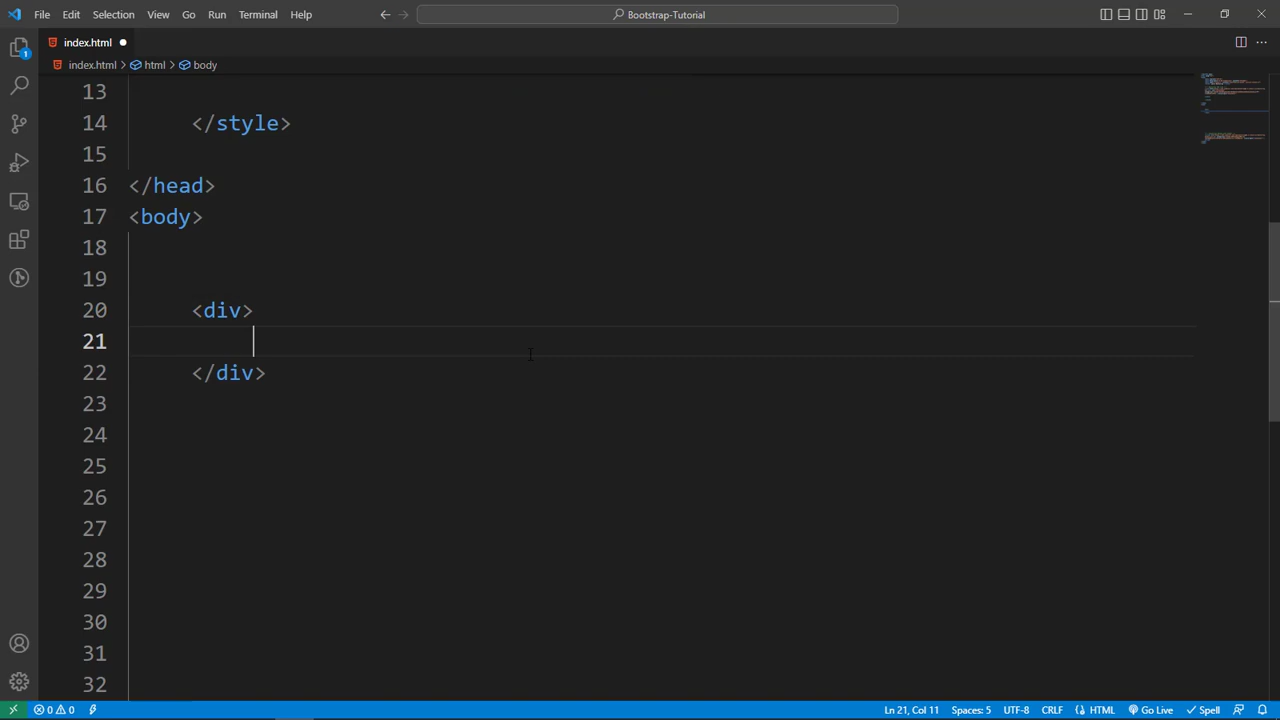 File Edit Selection View Go Run Terminal Help Bootstrap-Tutorial
index.html
index.html > html > body
1
13
14 </style>
15
16 </head>
17 <body>
18
19
20 <div>
21
22 </div>
23
24
25
26
27
28
29
30
31
32
0 0 Ln 21, Col 11 Spaces: 5 UTF-8 CRLF HTML Go Live Spell